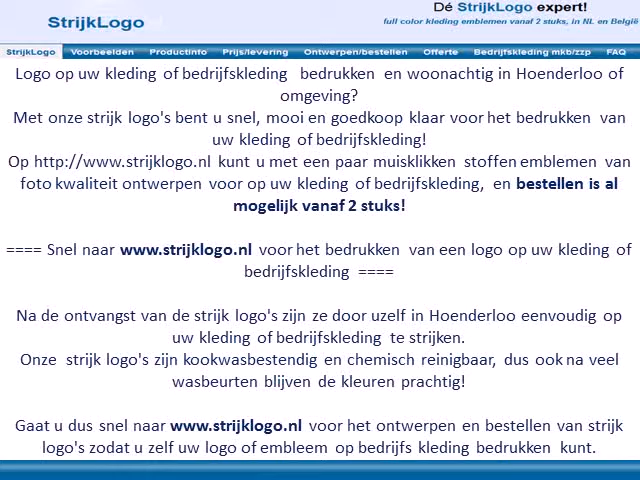 Dé StrijkLogo expert!
StrijkLogo
full color kleding emblemen vanaf 2 stuks, in NL en België
StrijkLogo Voorbeelden Productinfo Prijs/levering Ontwerpen/bestellen Offerte Bedrijfskleding mkb/zzp FAQ
Logo op uw kleding of bedrijfskleding bedrukken en woonachtig in Hoenderloo of
omgeving?
Met onze strijk logo's bent u snel, mooi en goedkoop klaar voor het bedrukken van
uw kleding of bedrijfskleding!
Op http://www.strijklogo.nl kunt u met een paar muisklikken stoffen emblemen van
foto kwaliteit ontwerpen voor op uw kleding of bedrijfskleding, en bestellen is al
mogelijk vanaf 2 stuks!
==== Snel naar www.strijklogo.nl voor het bedrukken van een logo op uw kleding of
bedrijfskleding ====
Na de ontvangst van de strijk logo's zijn ze door uzelf in Hoenderloo eenvoudig op
uw kleding of bedrijfskleding te strijken.
Onze strijk logo's zijn kookwasbestendig en chemisch reinigbaar, dus ook na veel
wasbeurten blijven de kleuren prachtig!
Gaat u dus snel naar www.strijklogo.nl voor het ontwerpen en bestellen van strijk
logo's zodat u zelf uw logo of embleem op bedrijfs kleding bedrukken kunt.